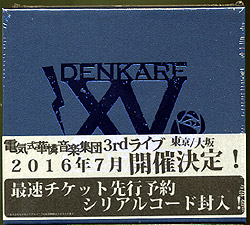 DENKARE
XV
電気式華憐音楽集団 3rdライブ 東京/大坂
2016年7月 開催決定!
最速チケット先行予約
シリアルコード封入!